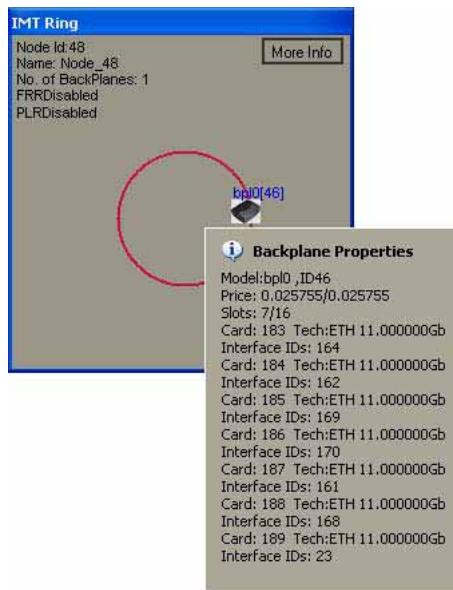 IMT Ring
Node Id:48
Name: Node_48
No. of BackPlanes: 1
FRRDisabled
PLRDisabled
More Info
bpl0[46]
Backplane Properties
Model:bpl0 ,ID46
Price: 0.025755/0.025755
Slots: 7/16
Card: 183 Tech:ETH 11.000000Gb
Interface IDs: 164
Card: 184 Tech:ETH 11.000000Gb
Interface IDs: 162
Card: 185 Tech:ETH 11.000000Gb
Interface IDs: 169
Card: 186 Tech:ETH 11.000000Gb
Interface IDs: 170
Card: 187 Tech:ETH 11.000000Gb
Interface IDs: 161
Card: 188 Tech:ETH 11.000000Gb
Interface IDs: 168
Card: 189 Tech:ETH 11.000000Gb
Interface IDs: 23